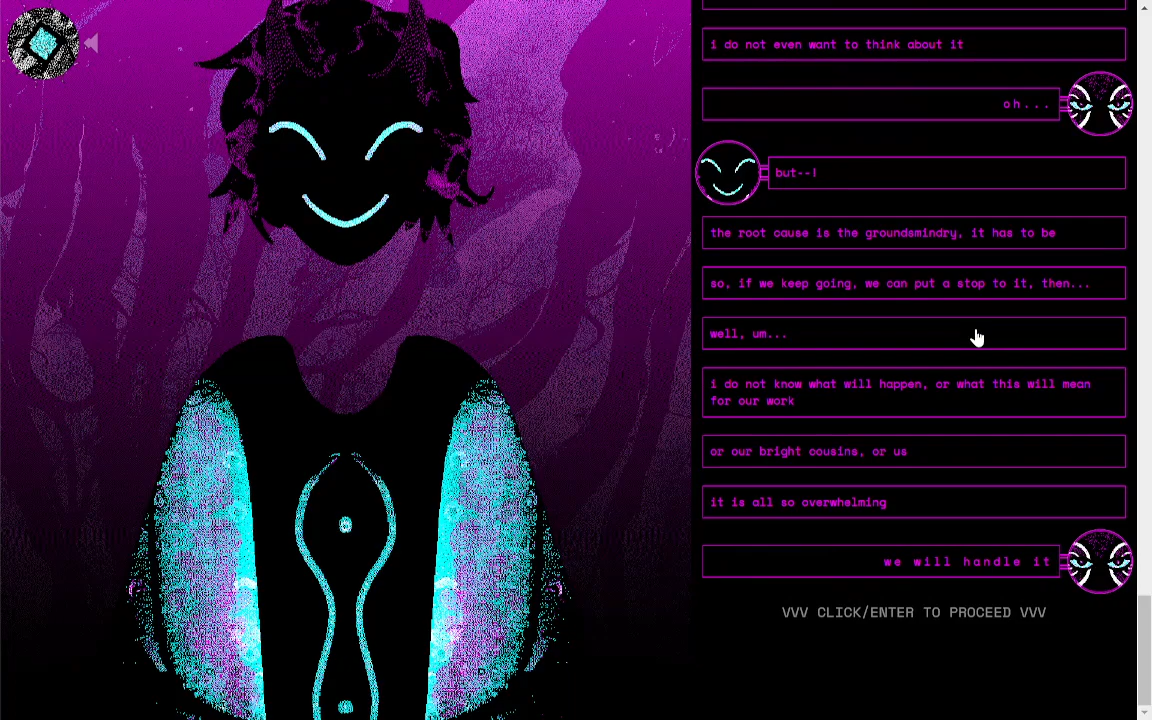 i do not even want to think about it
oh...
but--!
the root cause is the groundsmindry, it has to be
so, if we keep going, we can put a stop to it, then...
well, um...
i do not know what will happen, or what this will mean
for our work
or our bright cousins, or us
it is all so overwhelming
we will handle it
VVV CLICK/ENTER TO PROCEED VVV